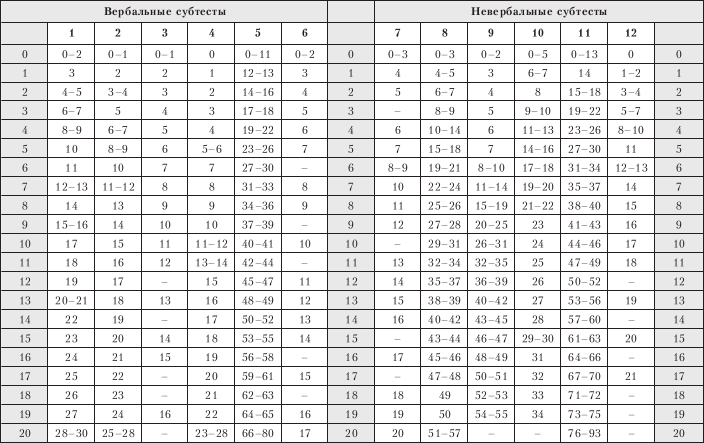 Вербальные субтесты Невербальные субтесты
1 2 3 4 5 6 7 8 9 10 11 12
0 0–2 0–1 0–1 0 0–11 0–2 0 0–3 0–3 0–2 0–5 0–13 0 0
1 3 2 2 1 12–13 3 1 4 4–5 3 6–7 14 1–2 1
2 4–5 3–4 3 2 14–16 4 2 5 6–7 4 8 15–18 3–4 2
3 6–7 5 4 3 17–18 5 3 – 8–9 5 9–10 19–22 5–7 3
4 8–9 6–7 5 4 19–22 6 4 6 10–14 6 11–13 23–26 8–10 4
5 10 8–9 6 5–6 23–26 7 5 7 15–18 7 14–16 27–30 11 5
6 11 10 7 7 27–30 – 6 8–9 19–21 8–10 17–18 31–34 12–13 6
7 12–13 11–12 8 8 31–33 8 7 10 22–24 11–14 19–20 35–37 14 7
8 14 13 9 9 34–36 9 8 11 25–26 15–19 21–22 38–40 15 8
9 15–16 14 10 10 37–39 – 9 12 27–28 20–25 23 41–43 16 9
10 17 15 11 11–12 40–41 10 10 – 29–31 26–31 24 44–46 17 10
11 18 16 12 13–14 42–44 – 11 13 32–34 32–35 25 47–49 18 11
12 19 17 – 15 45–47 11 12 14 35–37 36–39 26 50–52 – 12
13 20–21 18 13 16 48–49 12 13 15 38–39 40–42 27 53–56 19 13
14 22 19 – 17 50–52 13 14 16 40–42 43–45 28 57–60 – 14
15 23 20 14 18 53–55 14 15 – 43–44 46–47 29–30 61–63 20 15
16 24 21 15 19 56–58 – 16 17 45–46 48–49 31 64–66 – 16
17 25 22 – 20 59–61 15 17 – 47–48 50–51 32 67–70 21 17
18 26 23 – 21 62–63 – 18 18 49 52–53 33 71–72 – 18
19 27 24 16 22 64–65 16 19 19 50 54–55 34 73–75 – 19
20 28–30 25–28 – 23–28 66–80 17 20 20 51–57 – – 76–93 – 20